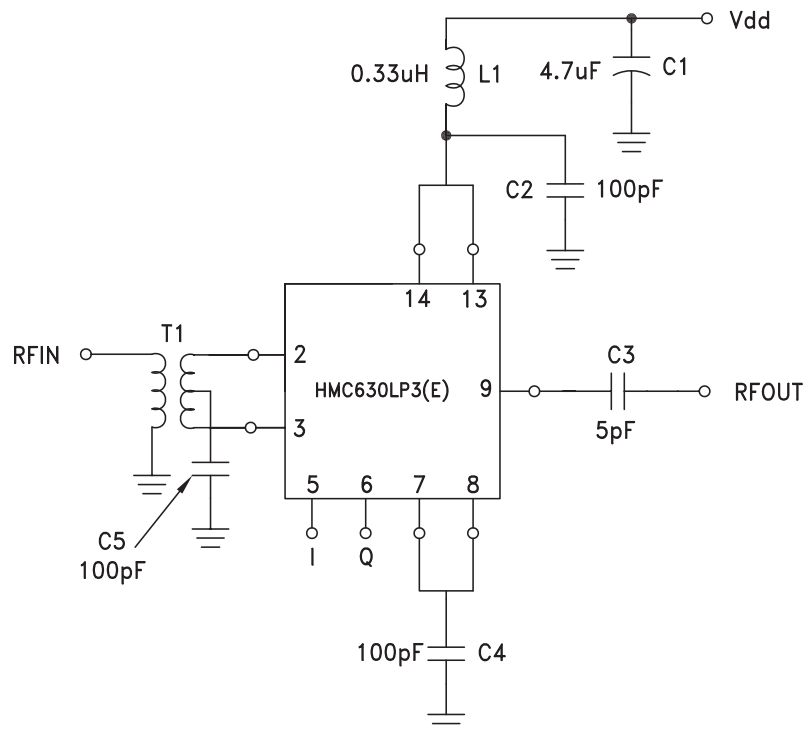 Vdd
0.33uH
L1
4.7uF
C1
C2
100pF
14
13
T1
RFIN
2
HMC630LP3(E)
9
C3
RFOUT
5pF
3
5
6
7
8
C5
100pF
I
Q
100pF
C4